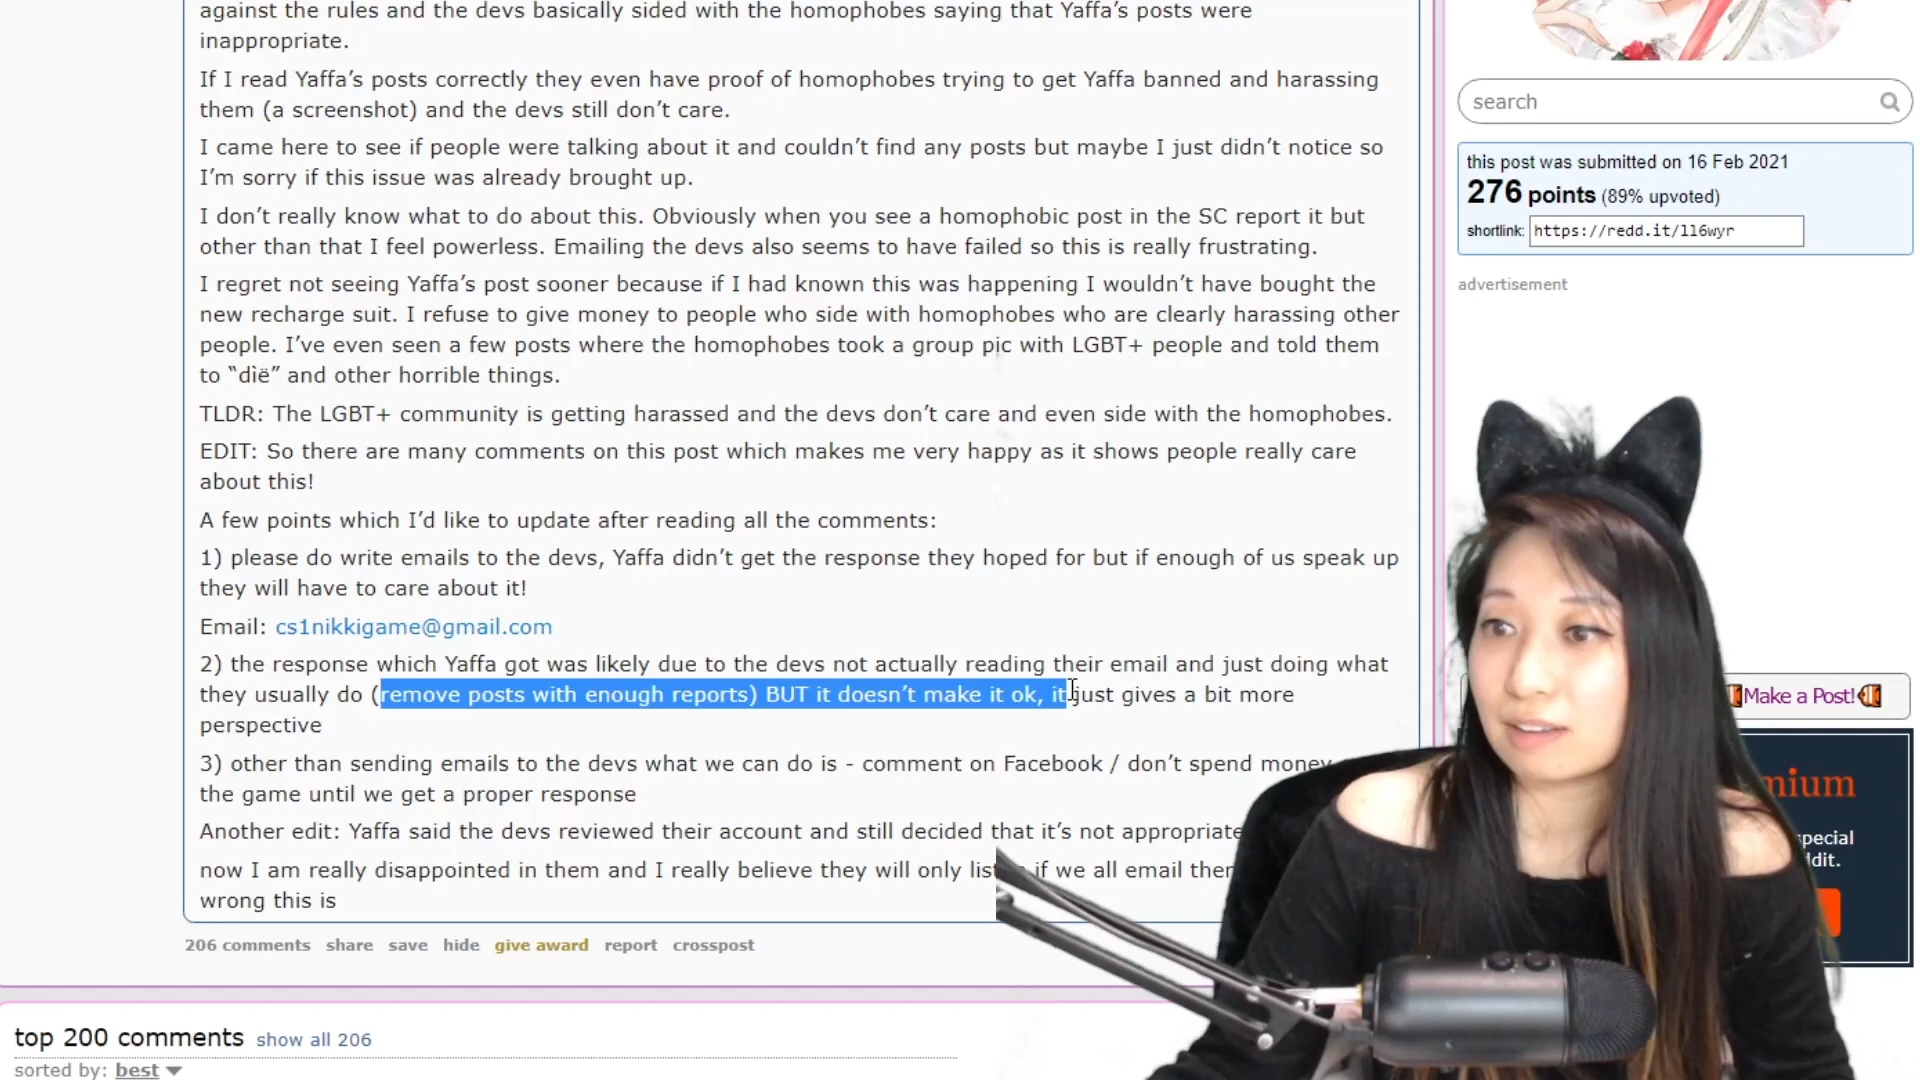 against the rules and the devs basically sided with the homophobes saying that Yaffa’s posts were
inappropriate.
If I read Yaffa’s posts correctly they even have proof of homophobes trying to get Yaffa banned and harassing
them (a screenshot) and the devs still don’t care.
I came here to see if people were talking about it and couldn’t find any posts but maybe I just didn’t notice so
I’m sorry if this issue was already brought up.
I don’t really know what to do about this. Obviously when you see a homophobic post in the SC report it but
other than that I feel powerless. Emailing the devs also seems to have failed so this is really frustrating.
I regret not seeing Yaffa’s post sooner because if I had known this was happening I wouldn’t have bought the
new recharge suit. I refuse to give money to people who side with homophobes who are clearly harassing other
people. I’ve even seen a few posts where the homophobes took a group pic with LGBT+ people and told them
to “dìë” and other horrible things.
TLDR: The LGBT+ community is getting harassed and the devs don’t care and even side with the homophobes.
EDIT: So there are many comments on this post which makes me very happy as it shows people really care
about this!
A few points which I’d like to update after reading all the comments:
1) please do write emails to the devs, Yaffa didn’t get the response they hoped for but if enough of us speak up
they will have to care about it!
Email: cs1nikkigame@gmail.com
2) the response which Yaffa got was likely due to the devs not actually reading their email and just doing what
they usually do (remove posts with enough reports) BUT it doesn’t make it ok, it just gives a bit more
perspective
3) other than sending emails to the devs what we can do is - comment on Facebook / don’t spend money
the game until we get a proper response
Another edit: Yaffa said the devs reviewed their account and still decided that it’s not appropriate
now I am really disappointed in them and I really believe they will only if we all email
wrong this is
206 comments share save hide give award report crosspost
top 200 comments show all 206
sorted by: best
search
this post was submitted on 16 Feb 2021
276 points (89% upvoted)
shortlink: https://redd.it/ll6wyr
advertisement
Make a Post!